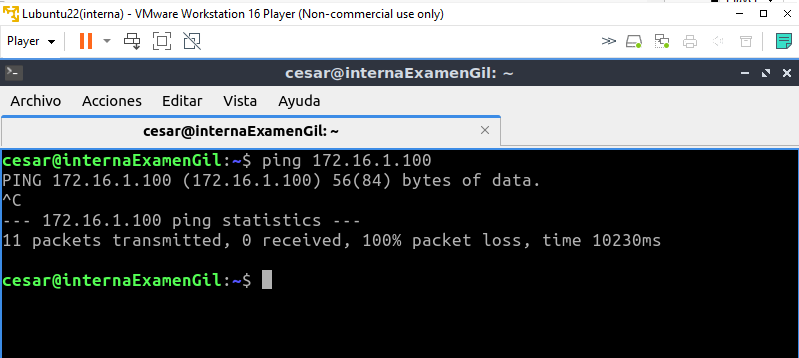 Lubuntu22(interna) - VMware Workstation 16 Player (Non-commercial use only)
Player
cesar@internaExamenGil: ~
Archivo Acciones Editar Vista Ayuda
cesar@internaExamenGil: ~
cesar@internaExamenGil:~$ ping 172.16.1.100
PING 172.16.1.100 (172.16.1.100) 56(84) bytes of data.
^C
--- 172.16.1.100 ping statistics ---
11 packets transmitted, 0 received, 100% packet loss, time 10230ms
cesar@internaExamenGil:~$